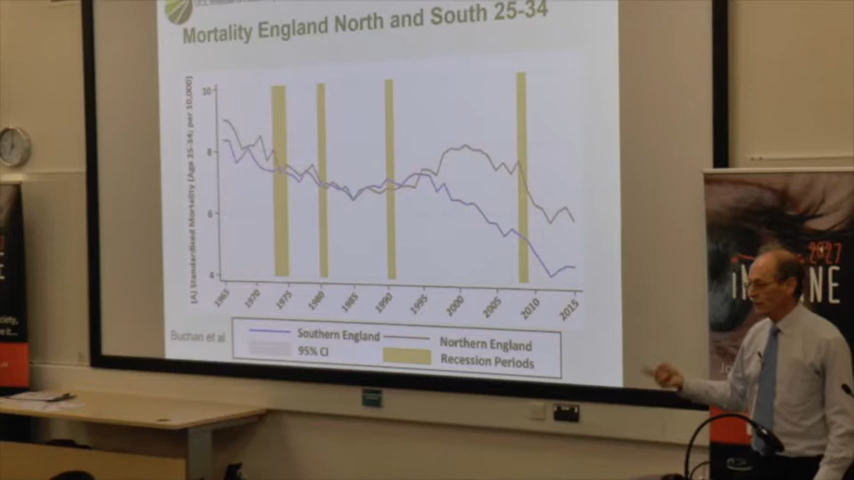 Mortality England North and South 25-34
(A) Standardised Mortality (Age 25-34; per 10,000)
10
8
6
1965
1970
1975
1980
1985
1990
1995
2000
2005
2010
2015
Buchan et al
Southern England
Northern England
95% CI
Recession Periods
2027